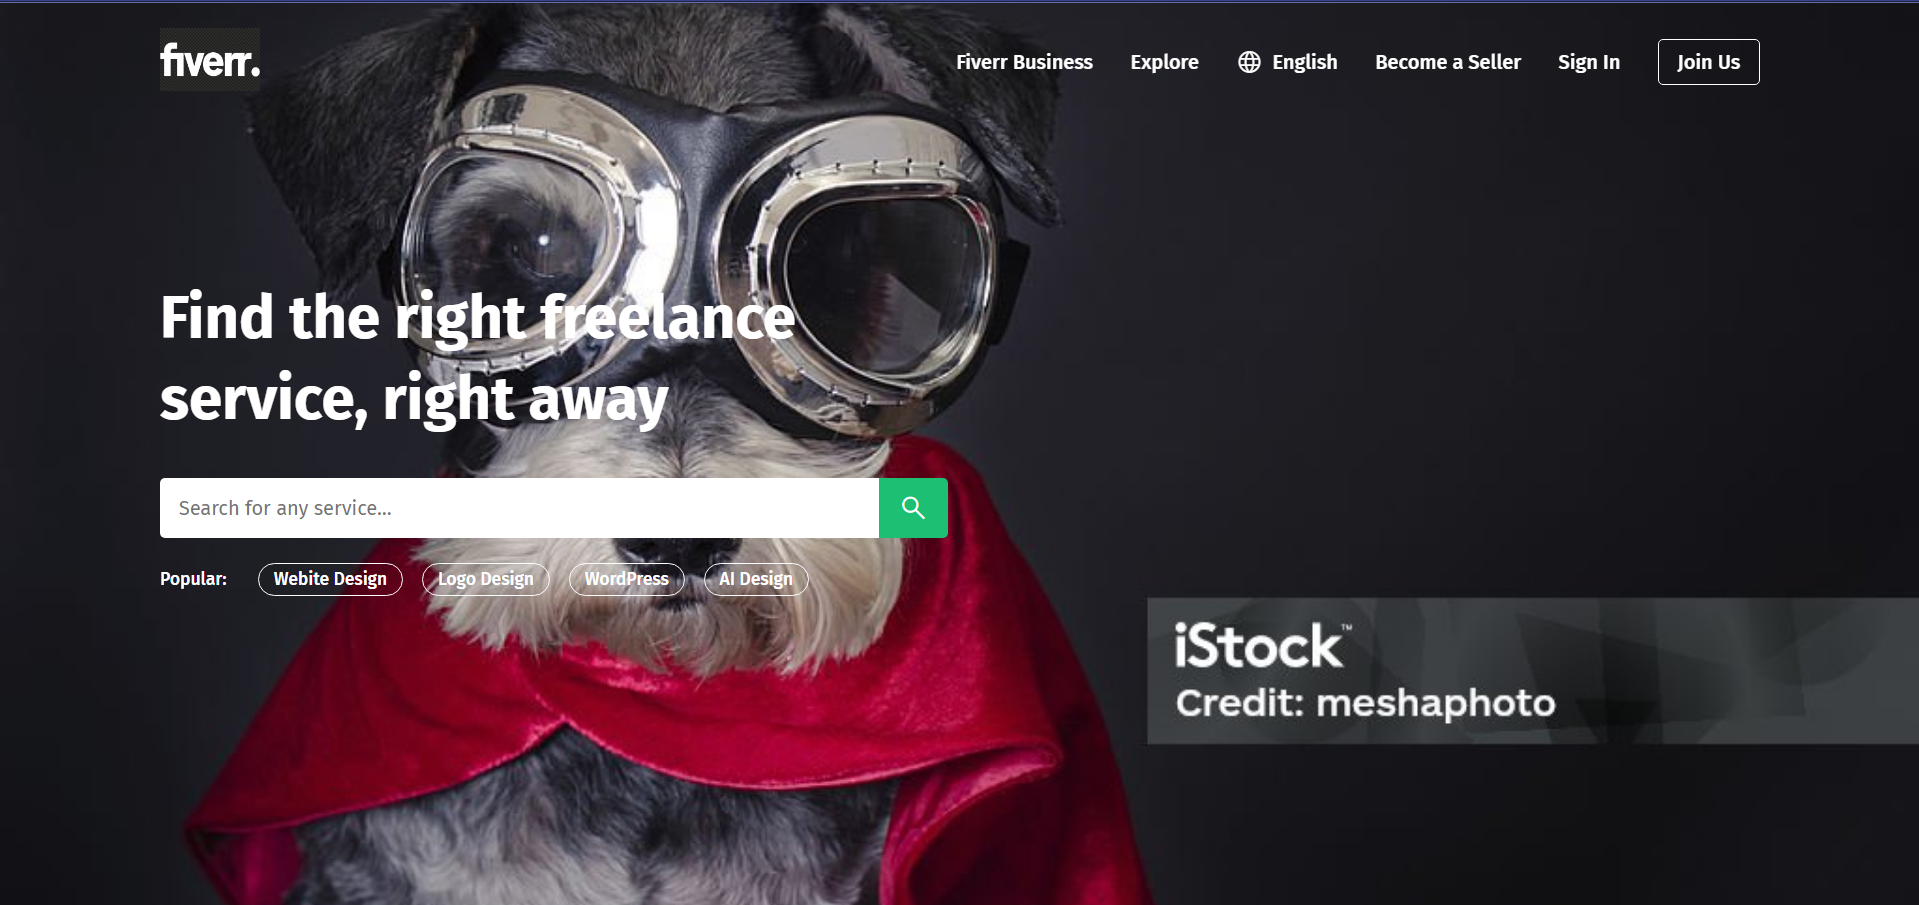 fiverr.
Fiverr Business Explore English Become a Seller Sign In Join Us
Find the right freelance
service, right away
Search for any service...
Popular: Webite Design Logo Design WordPress AI Design
iStock™
Credit: meshaphoto